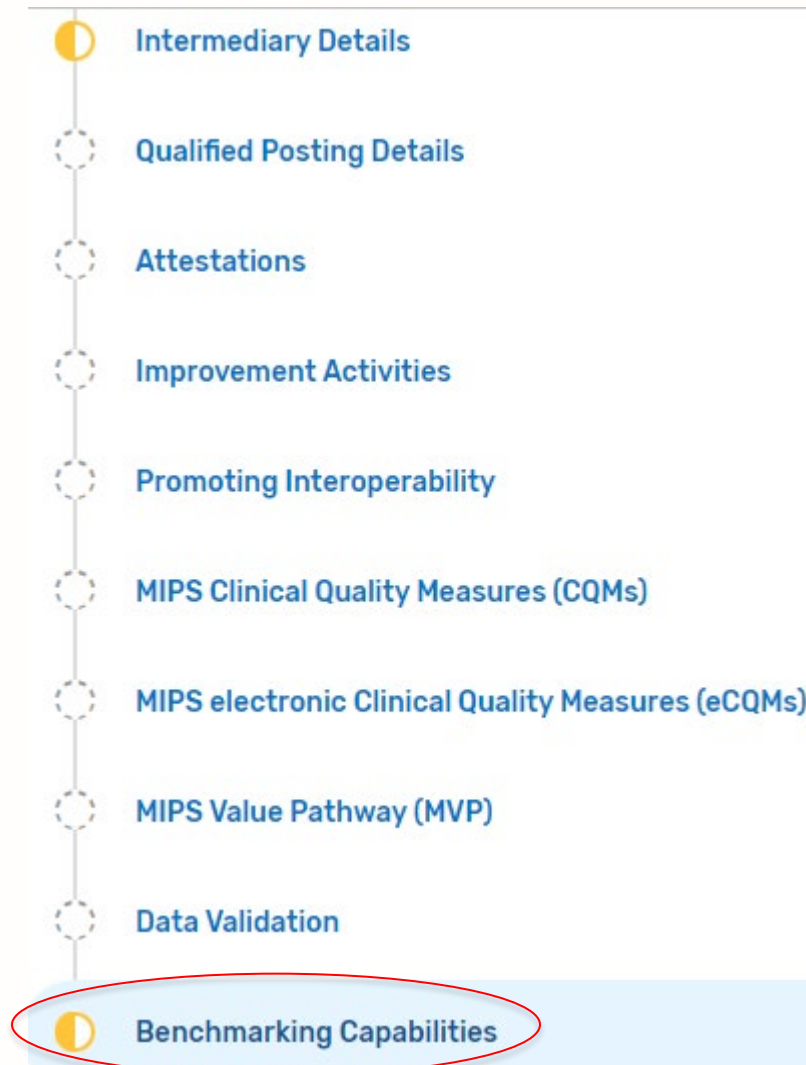 Intermediary Details
Qualified Posting Details
Attestations
Improvement Activities
Promoting Interoperability
MIPS Clinical Quality Measures (CQMs)
MIPS electronic Clinical Quality Measures (eCQMs)
MIPS Value Pathway (MVP)
Data Validation
Benchmarking Capabilities